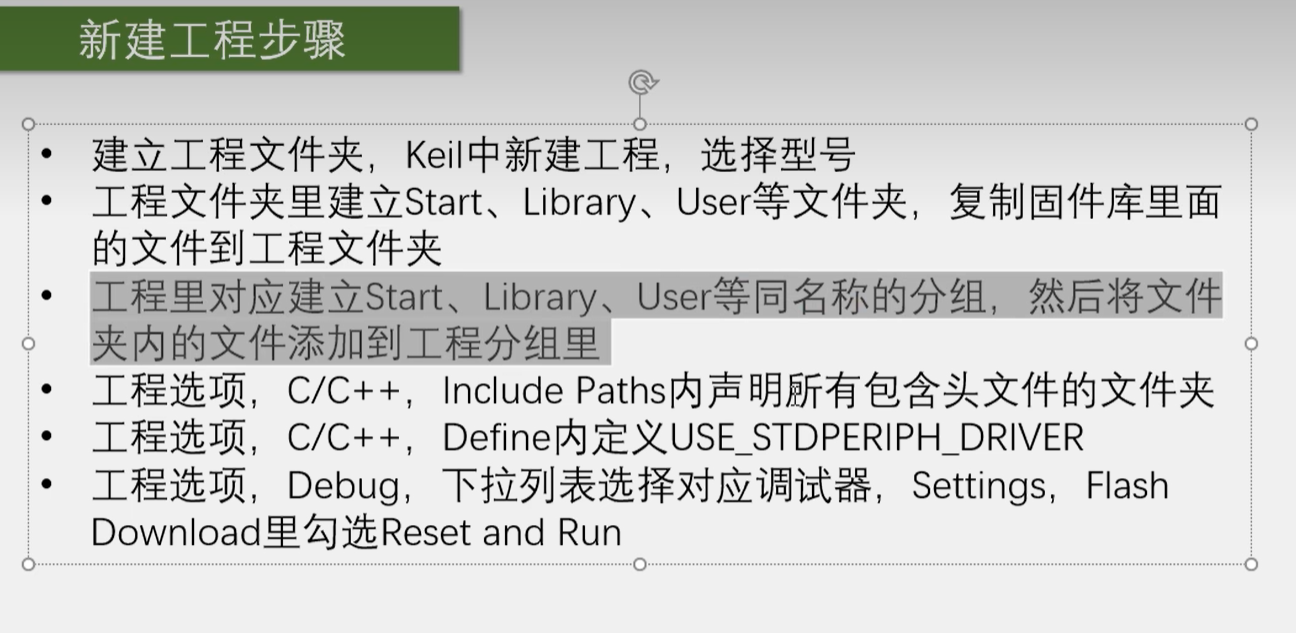 新建工程步骤
• 建立工程文件夹，Keil中新建工程，选择型号
• 工程文件夹里建立Start、Library、User等文件夹，复制固件库里面
的文件到工程文件夹
• 工程里对应建立Start、Library、User等同名称的分组，然后将文件
夹内的文件添加到工程分组里
• 工程选项，C/C++，Include Paths内声明所有包含头文件的文件夹
• 工程选项，C/C++，Define内定义USE_STDPERIPH_DRIVER
• 工程选项，Debug，下拉列表选择对应调试器，Settings，Flash
Download里勾选Reset and Run